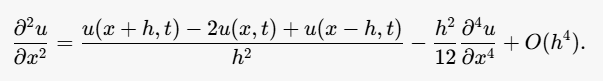 ∂²u/∂x² = (u(x + h, t) − 2u(x, t) + u(x − h, t))/h² − (h²/12)(∂⁴u/∂x⁴) + O(h⁴).